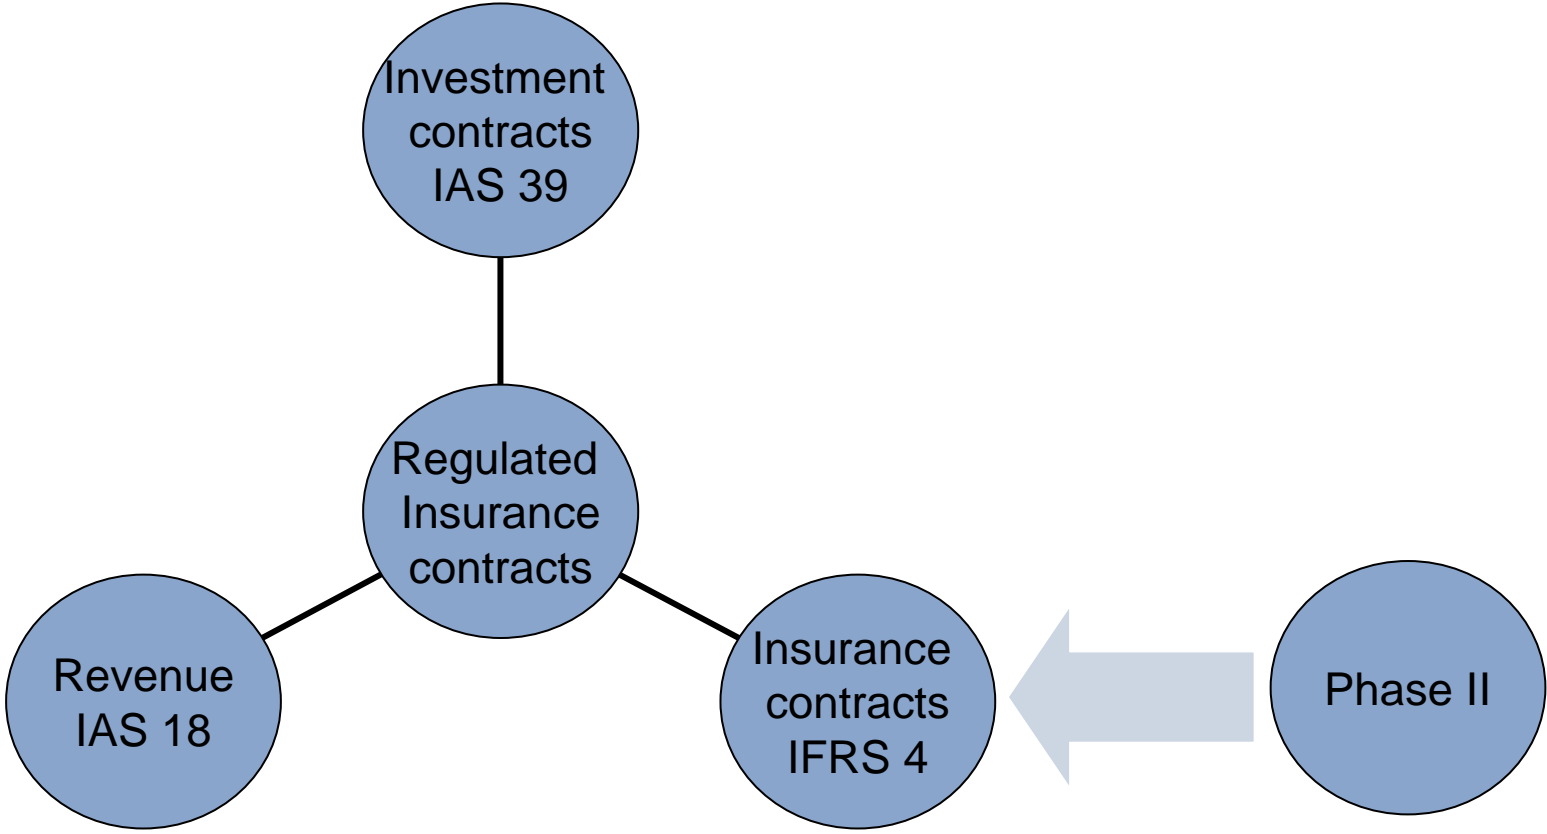 Investment
contracts
IAS 39
Regulated
Insurance
contracts
Revenue
IAS 18
Insurance
contracts
IFRS 4
Phase II